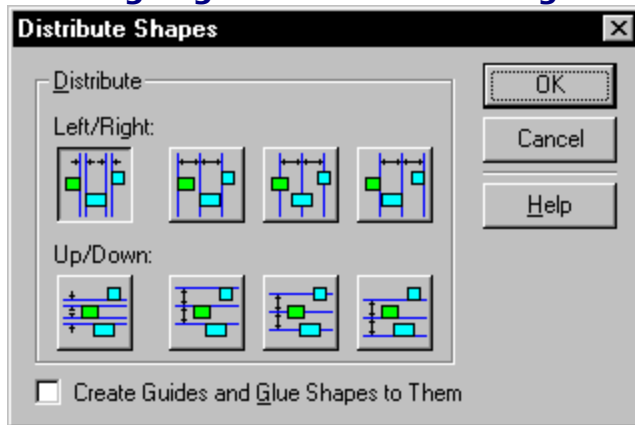 Distribute Shapes
Distribute
OK
Left/Right:
Cancel
Help
Up/Down:
Create Guides and Glue Shapes to Them